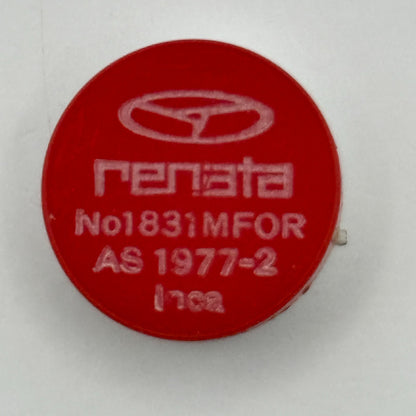 renata
No1831MFOR
AS 1977-2
Inca